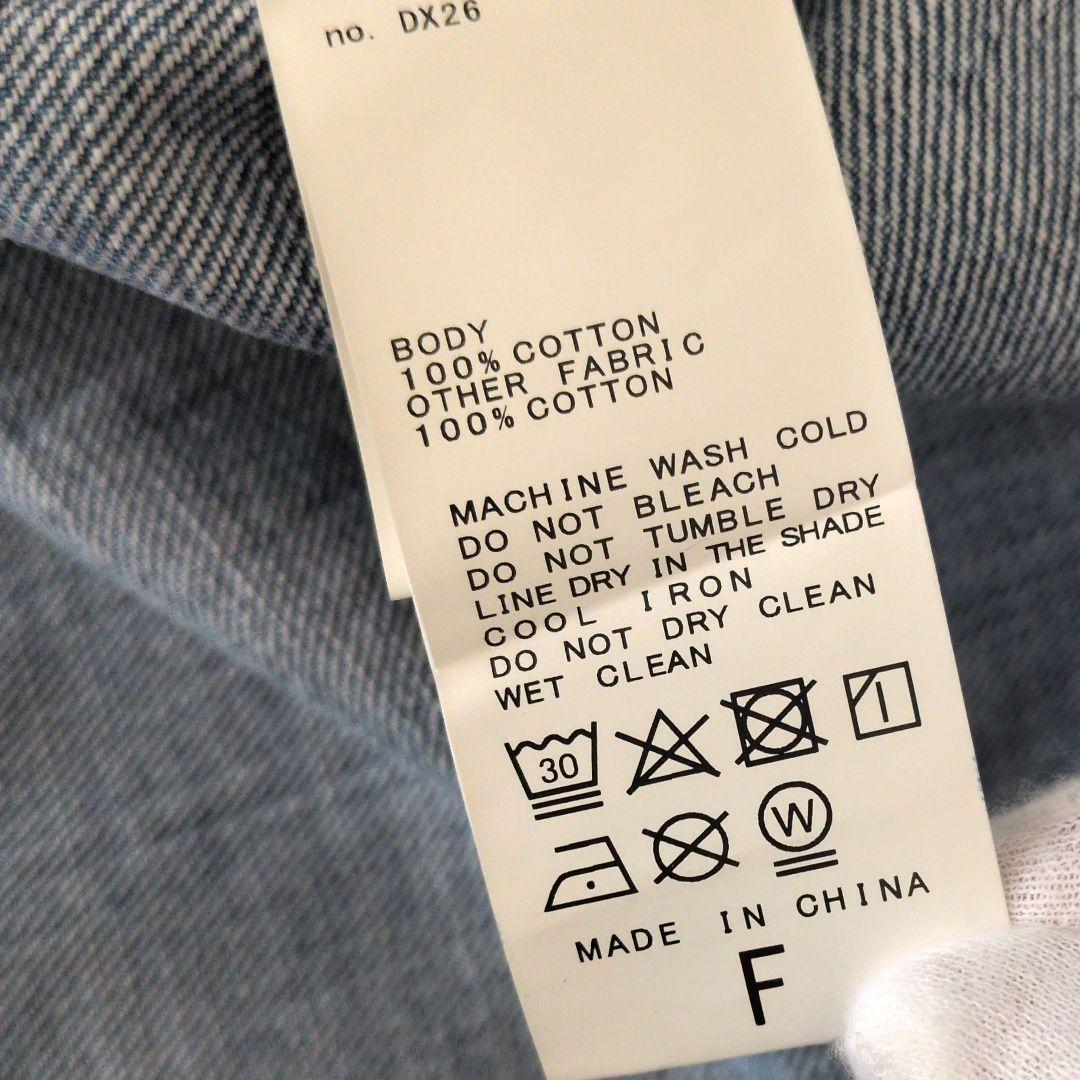 no. DX26
BODY
100% COTTON
OTHER FABRIC
100% COTTON
MACHINE WASH COLD
DO NOT BLEACH
DO NOT TUMBLE DRY
LINE DRY IN THE SHADE
COOL IRON
DO NOT DRY CLEAN
WET CLEAN
30
W
MADE IN CHINA
F